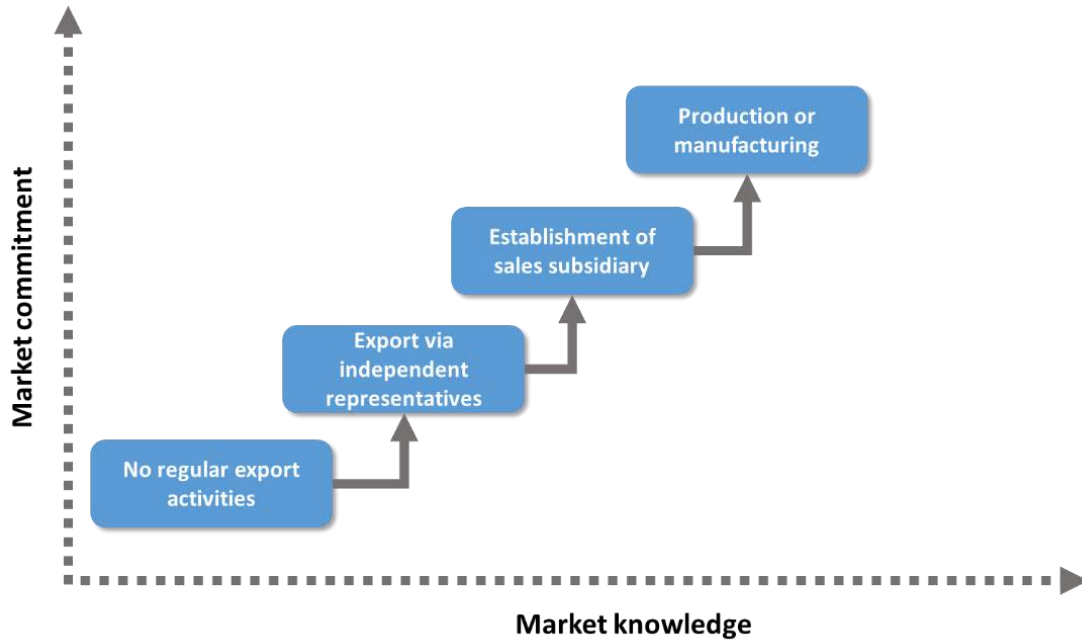 Production or
manufacturing
Establishment of
sales subsidiary
Export via
independent
representatives
No regular export
activities
Market commitment
Market knowledge